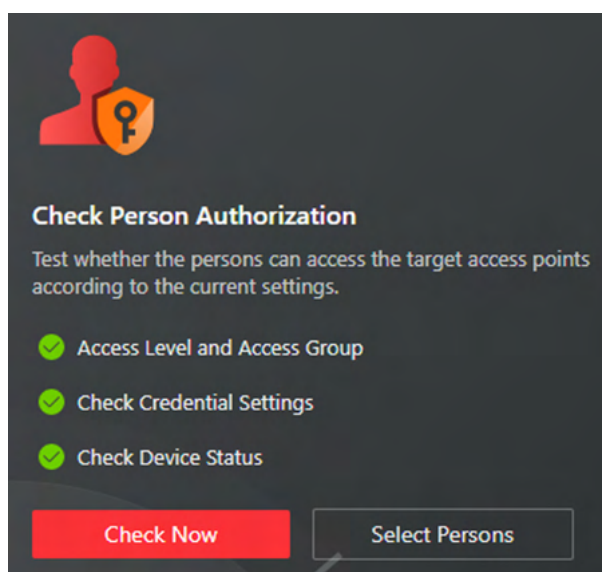 Check Person Authorization
Test whether the persons can access the target access points
according to the current settings.
Access Level and Access Group
Check Credential Settings
Check Device Status
Check Now
Select Persons